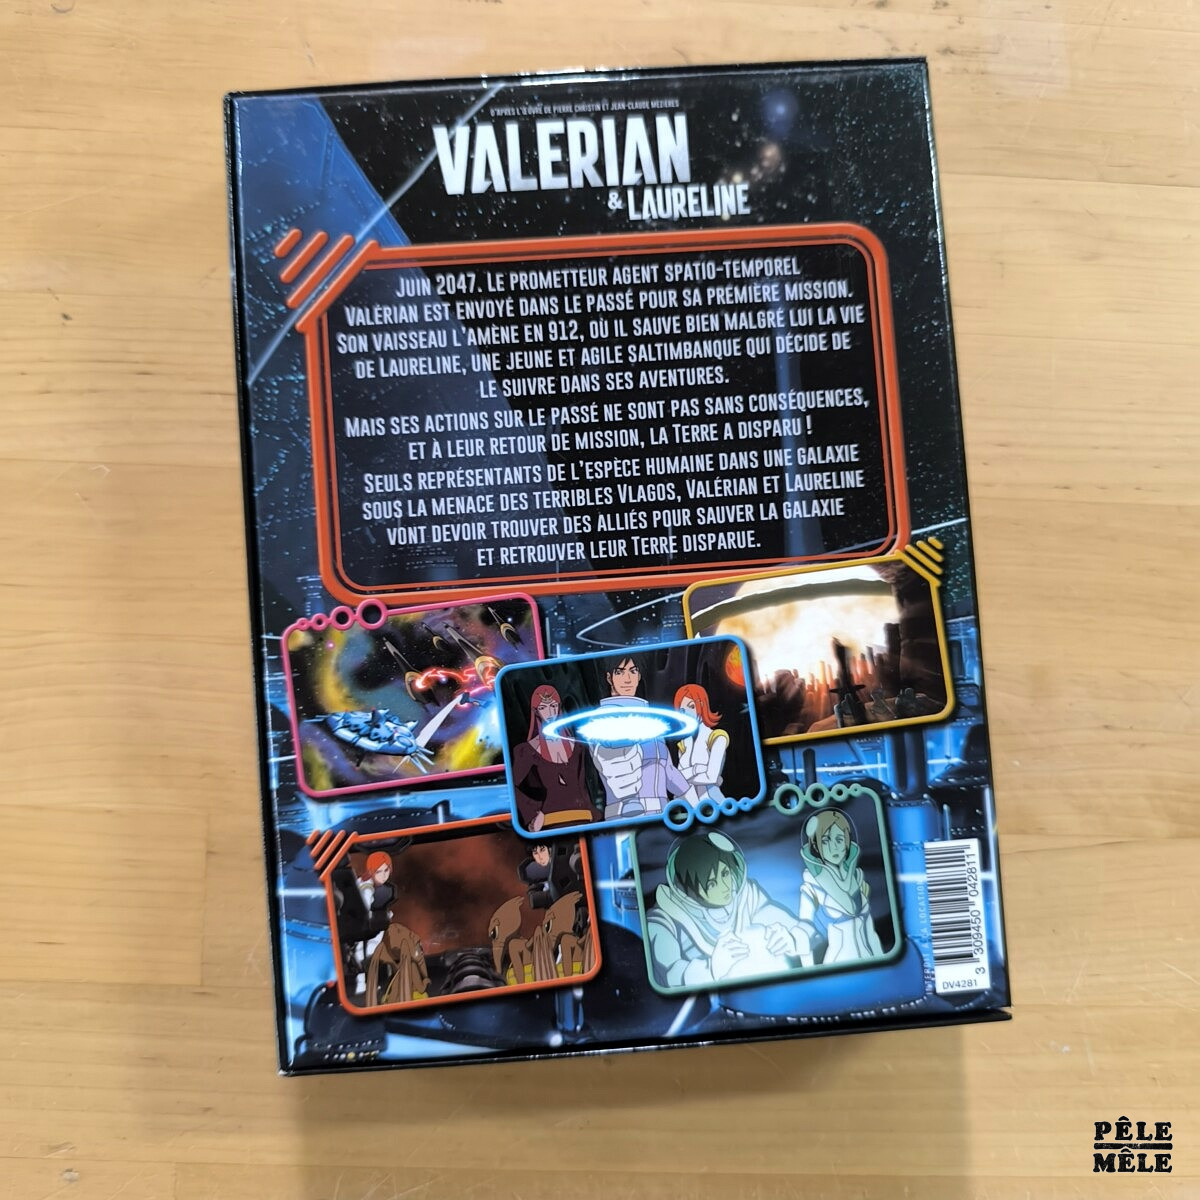 D'APRÈS L'ŒUVRE DE PIERRE CHRISTIN ET JEAN-CLAUDE MÉZIÈRES
VALERIAN
& LAURELINE
JUIN 2047. LE PROMETTEUR AGENT SPATIO-TEMPOREL
VALÉRIAN EST ENVOYÉ DANS LE PASSÉ POUR SA PREMIÈRE MISSION.
SON VAISSEAU L'AMÈNE EN 912, OÙ IL SAUVE BIEN MALGRÉ LUI LA VIE
DE LAURELINE, UNE JEUNE ET AGILE SALTIMBANQUE QUI DÉCIDE DE
LE SUIVRE DANS SES AVENTURES.
MAIS SES ACTIONS SUR LE PASSÉ NE SONT PAS SANS CONSÉQUENCES,
ET À LEUR RETOUR DE MISSION, LA TERRE A DISPARU !
SEULS REPRÉSENTANTS DE L'ESPÈCE HUMAINE DANS UNE GALAXIE
SOUS LA MENACE DES TERRIBLES VLAGOS, VALÉRIAN ET LAURELINE
VONT DEVOIR TROUVER DES ALLIÉS POUR SAUVER LA GALAXIE
ET RETROUVER LEUR TERRE DISPARUE.
INTERDIT À LA LOCATION
3 309450 042811
DV4281
PÊLE
MÊLE